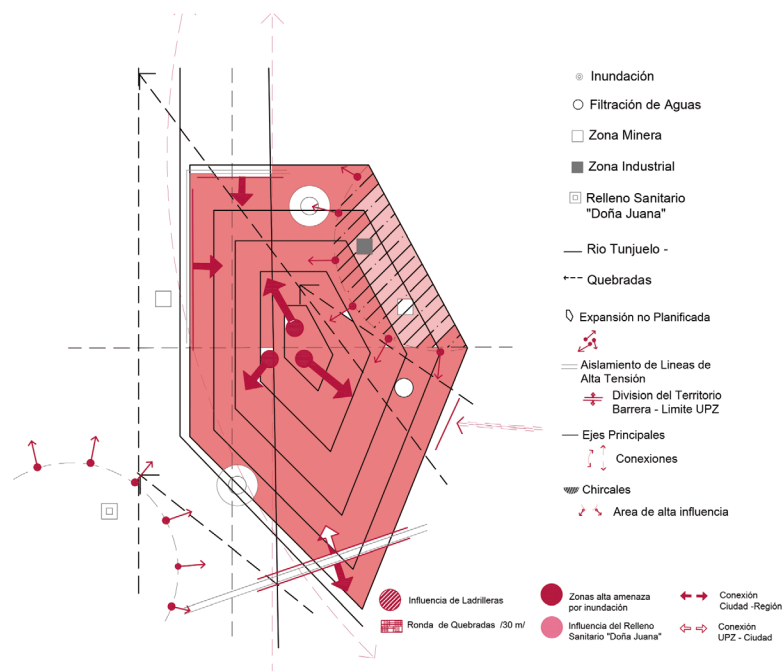 Inundación
Filtración de Aguas
Zona Minera
Zona Industrial
Relleno Sanitario
"Doña Juana"
Rio Tunjuelo -
Quebradas
Expansión no Planificada
Aislamiento de Lineas de
Alta Tensión
Division del Territorio
Barrera - Limite UPZ
Ejes Principales
Conexiones
Chircales
Area de alta influencia
Influencia de Ladrilleras
Ronda de Quebradas /30 m/
Zonas alta amenaza
por inundación
Influencia del Relleno
Sanitario "Doña Juana"
Conexión
Ciudad -Región
Conexión
UPZ - Ciudad